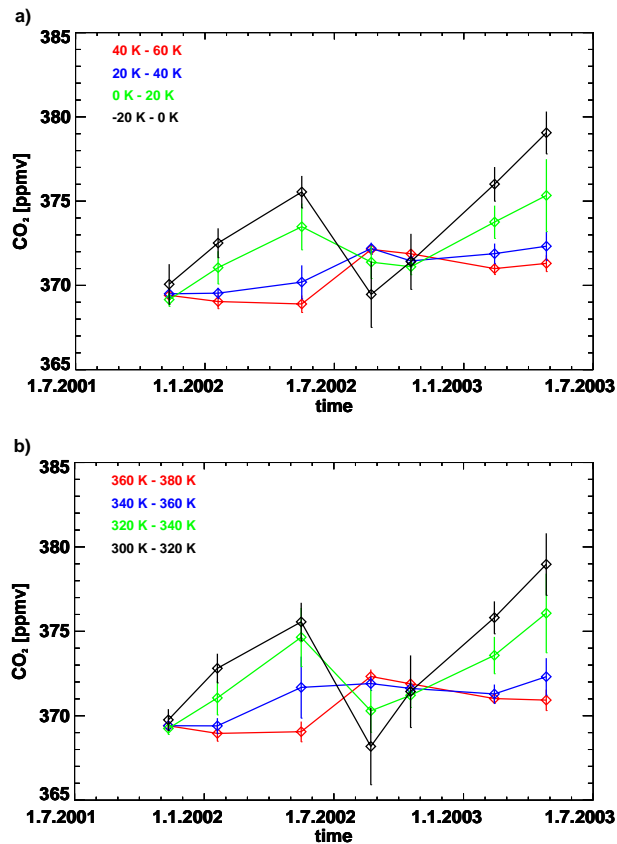 a)
385
40 K - 60 K
20 K - 40 K
0 K - 20 K
-20 K - 0 K
380
CO₂ [ppmv]
375
370
365
1.7.2001 1.1.2002 1.7.2002 1.1.2003 1.7.2003
time
b)
385
360 K - 380 K
340 K - 360 K
320 K - 340 K
300 K - 320 K
380
CO₂ [ppmv]
375
370
365
1.7.2001 1.1.2002 1.7.2002 1.1.2003 1.7.2003
time